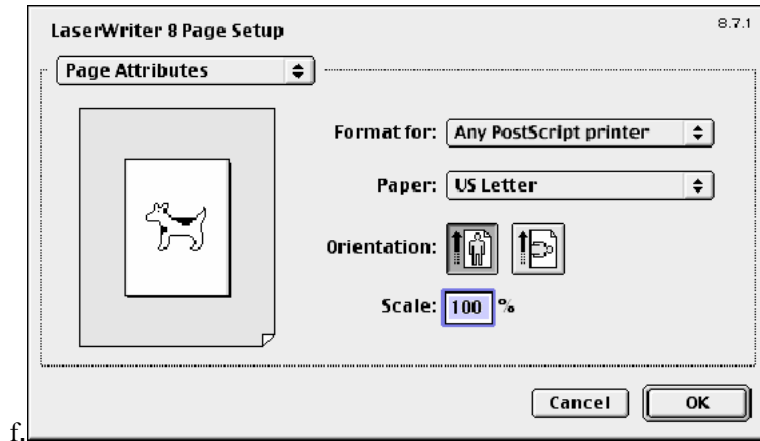 LaserWriter 8 Page Setup
8.7.1
Page Attributes
Format for: Any PostScript printer
Paper: US Letter
Orientation:
Scale: 100 %
Cancel OK
f.